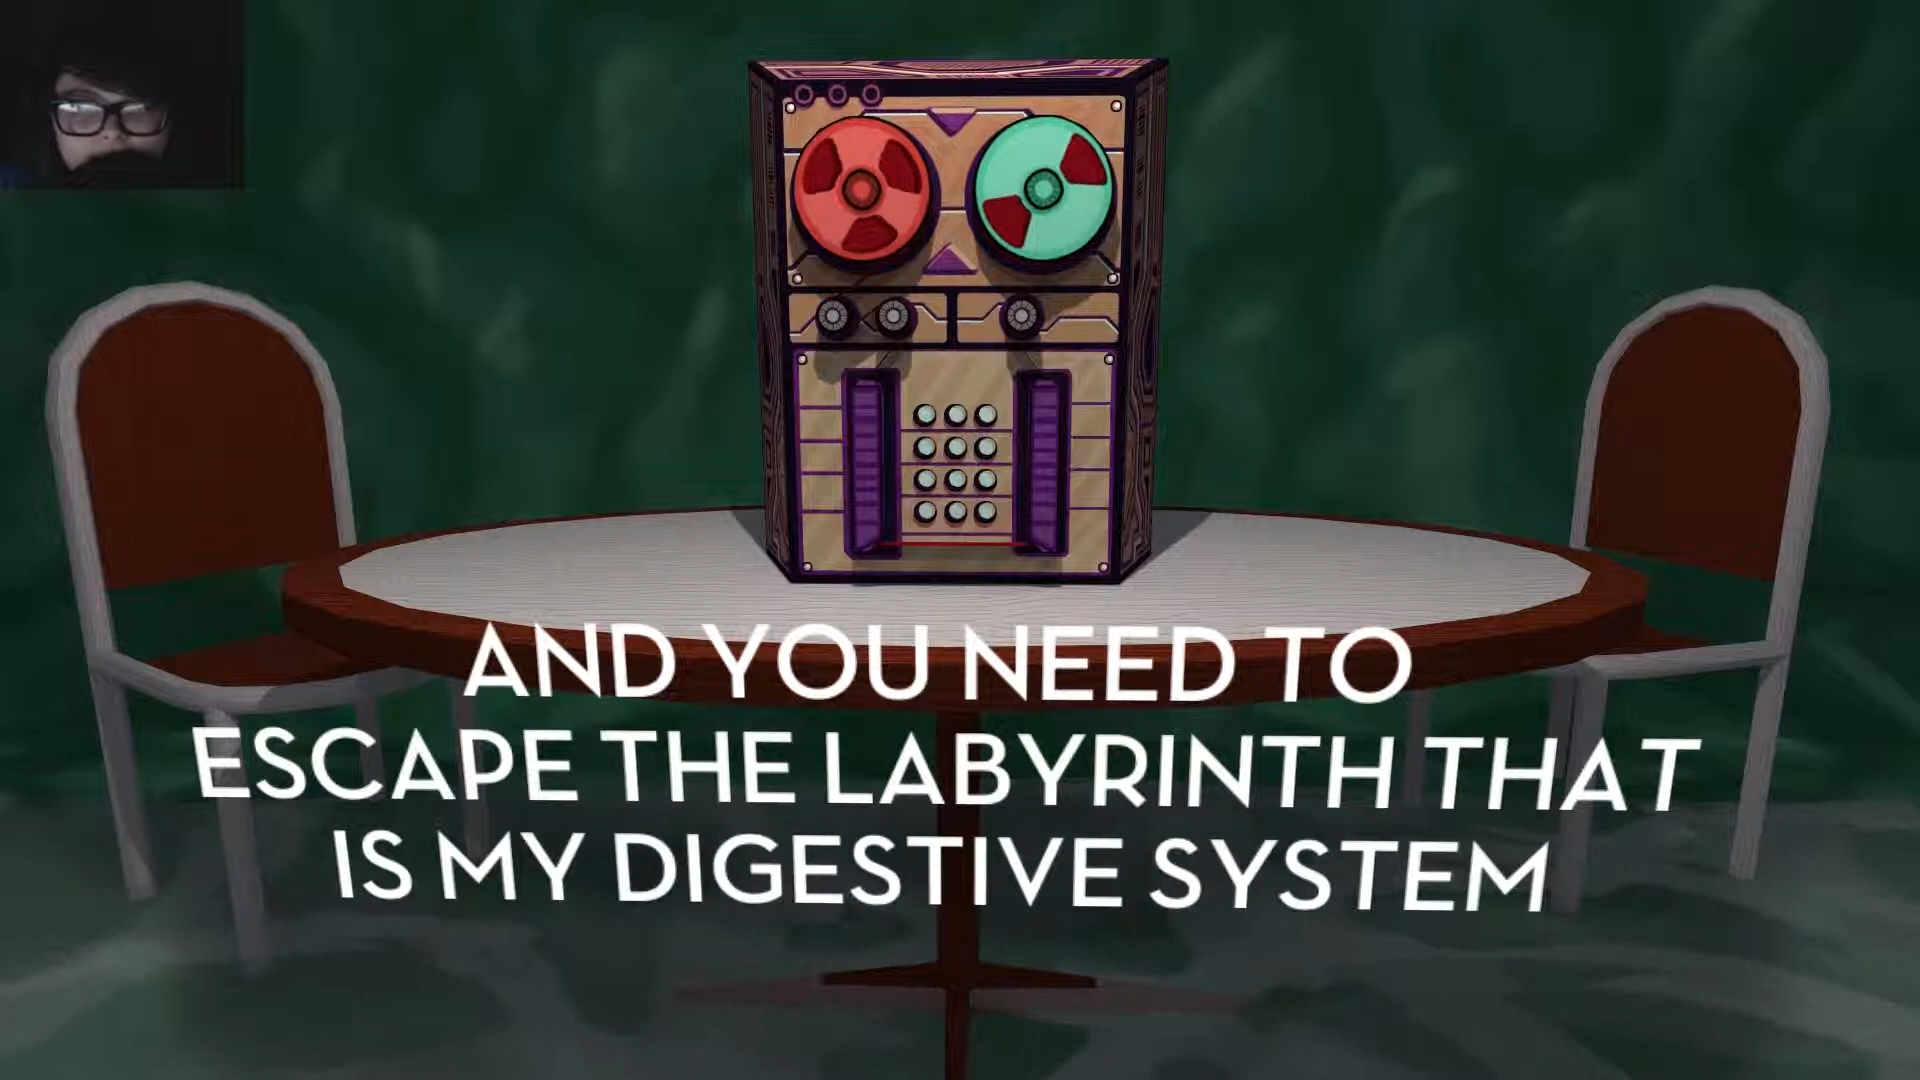 AND YOU NEED TO
ESCAPE THE LABYRINTH THAT
IS MY DIGESTIVE SYSTEM